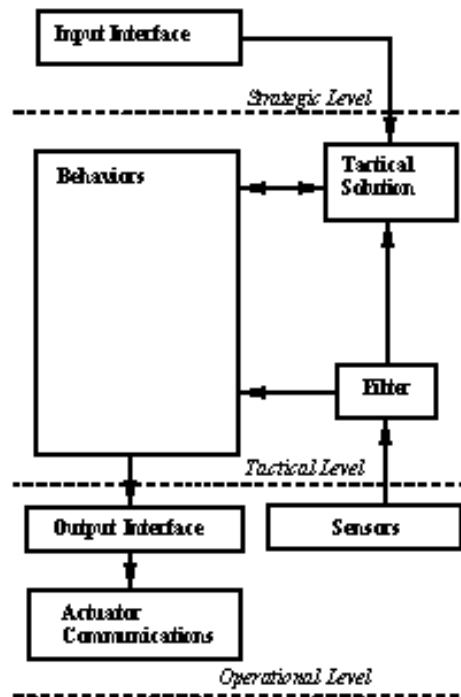 Input Interface
Strategic Level
Behaviors
Tactical
Solution
Filter
Tactical Level
Output Interface
Sensors
Actuator
Communications
Operational Level